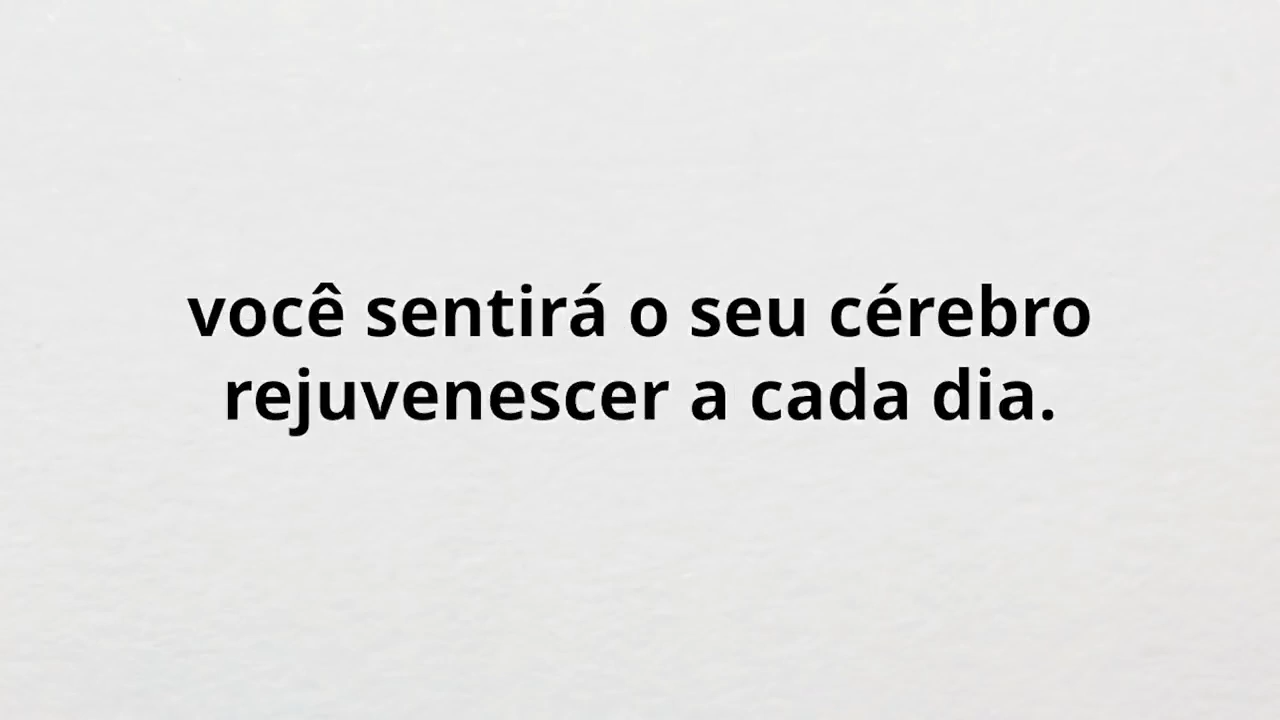 você sentirá o seu cérebro
rejuvenescer a cada dia.